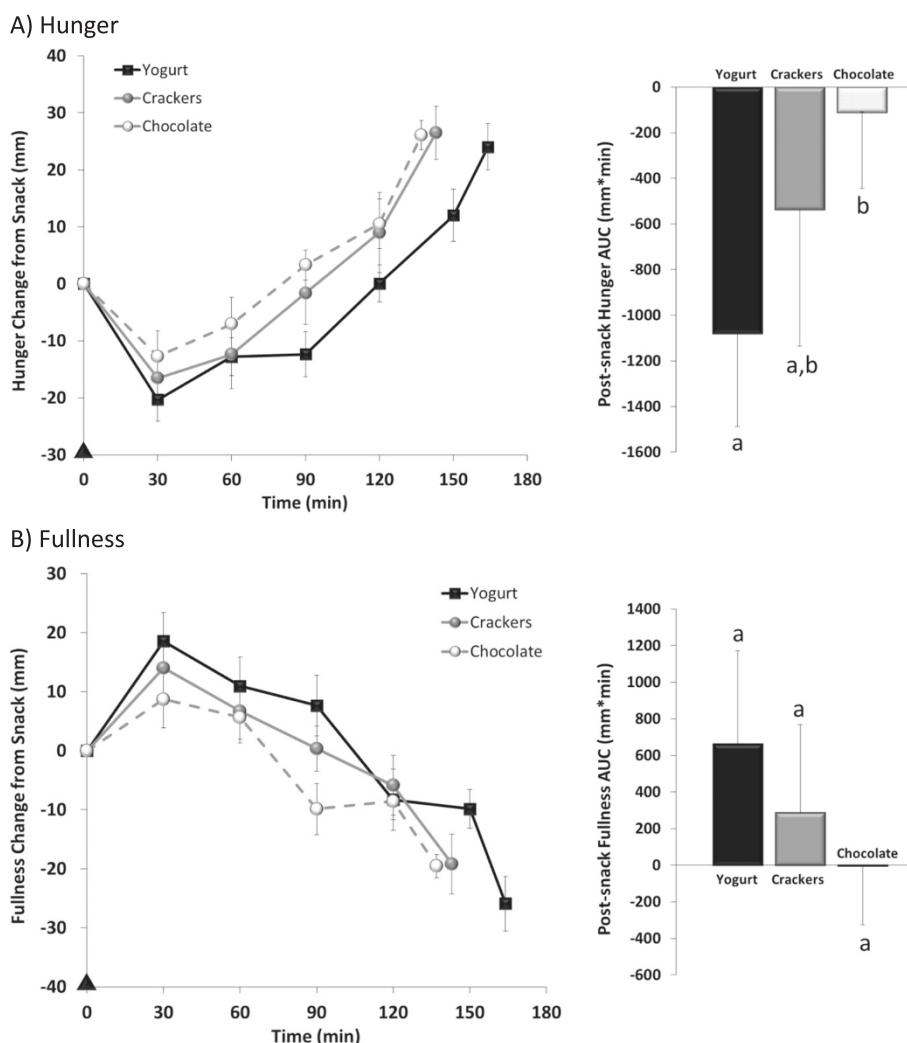 A) Hunger
Hunger Change from Snack (mm)
40
30
20
10
0
-10
-20
-30
Yogurt
Crackers
Chocolate
0 30 60 90 120 150 180
Time (min)
Post-snack Hunger AUC (mm*min)
Yogurt Crackers Chocolate
0
-200
-400
-600
-800
-1000
-1200
-1400
-1600
a
a,b
b
B) Fullness
Fullness Change from Snack (mm)
30
20
10
0
-10
-20
-30
-40
Yogurt
Crackers
Chocolate
0 30 60 90 120 150 180
Time (min)
Post-snack Fullness AUC (mm*min)
1400
1200
1000
800
600
400
200
0
-200
-400
-600
a
a
Chocolate
Yogurt Crackers
a